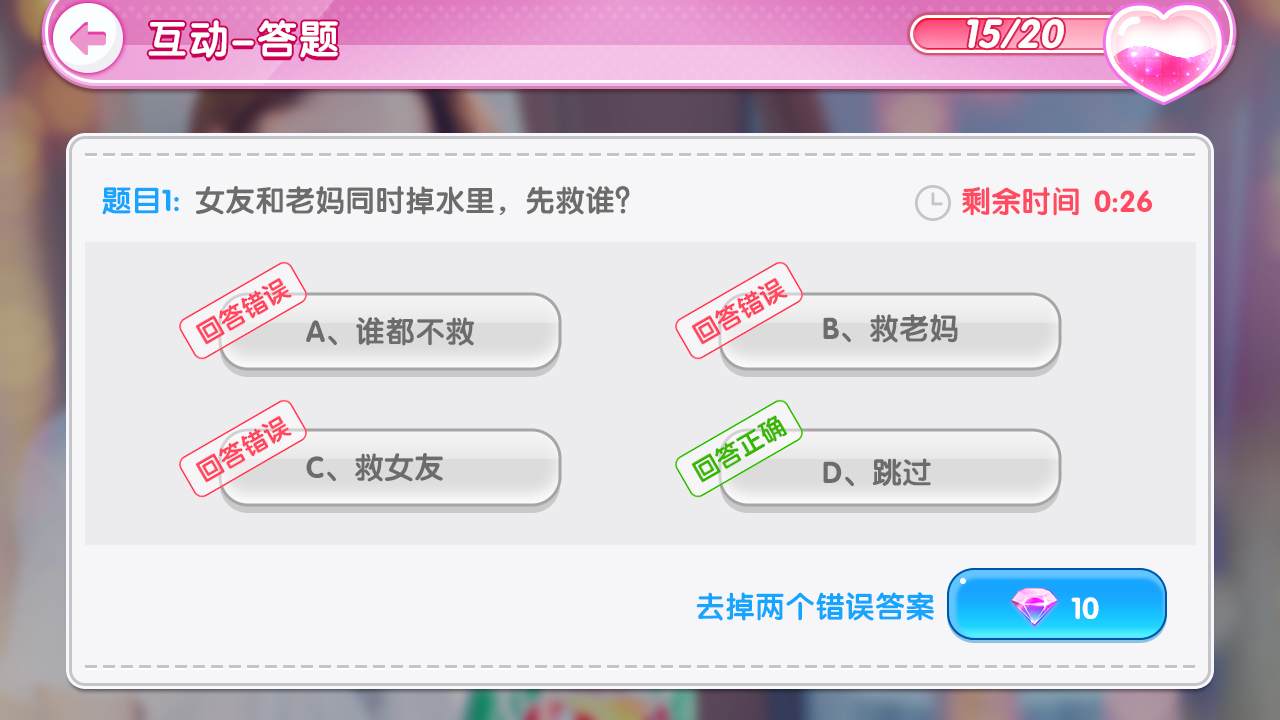 互动-答题
15/20
题目1: 女友和老妈同时掉水里，先救谁?
剩余时间 0:26
回答错误
A、谁都不救
回答错误
B、救老妈
回答错误
C、救女友
回答正确
D、跳过
去掉两个错误答案
10